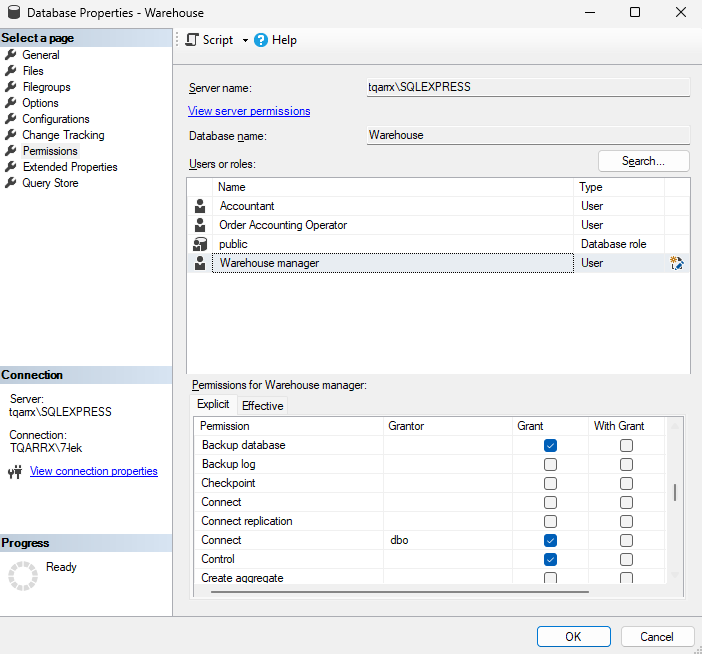 Database Properties - Warehouse
Select a page
General
Files
Filegroups
Options
Configurations
Change Tracking
Permissions
Extended Properties
Query Store
Connection
Server:
tqarrx\SQLEXPRESS
Connection:
TQARRX\7-lek
View connection properties
Progress
Ready
Script Help
Server name: tqarrx\SQLEXPRESS
View server permissions
Database name: Warehouse
Users or roles: Search...
Name Type
Accountant User
Order Accounting Operator User
public Database role
Warehouse manager User
Permissions for Warehouse manager:
Explicit Effective
Permission Grantor Grant With Grant
Backup database
Backup log
Checkpoint
Connect
Connect replication
Connect dbo
Control
Create aggregate
OK Cancel